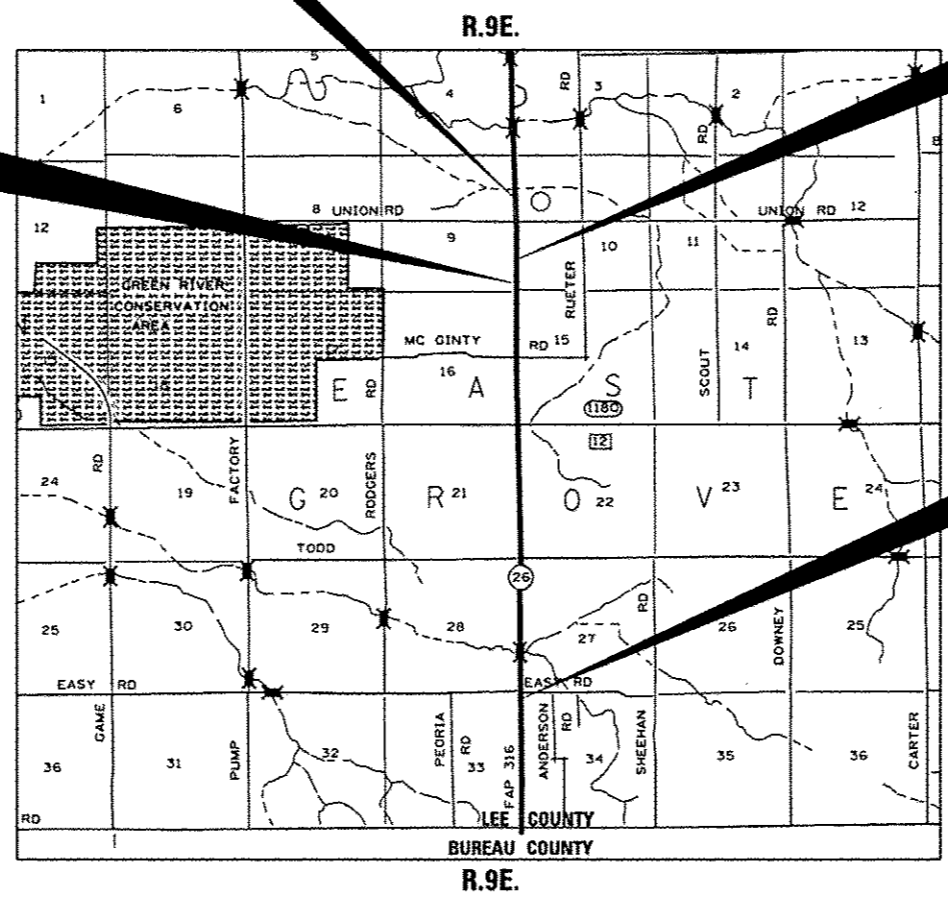 R.9E.
1
6
5
4
RD
3
2
RD
1
8
12
8 UNION RD
9
10
11
UNION RD 12
GREEN RIVER
CONSERVATION
AREA
18
RUETER
RD
MC GINTY RD 15
14
13
16
E RD A S SCOUT T
1180
12
24
RD
19
FACTORY
G 20
RODGERS
R 21
O 22
V 23
E 24
TODD
26
25
30
29
28
27
RD
26
DOWNEY
25
EASY RD
EASY RD
GAME
PUMP
PEORIA
RD
FAP 316
ANDERSON
RD
SHEEHAN
CARTER
36
31
32
33
34
35
36
RD
LEE COUNTY
BUREAU COUNTY
R.9E.